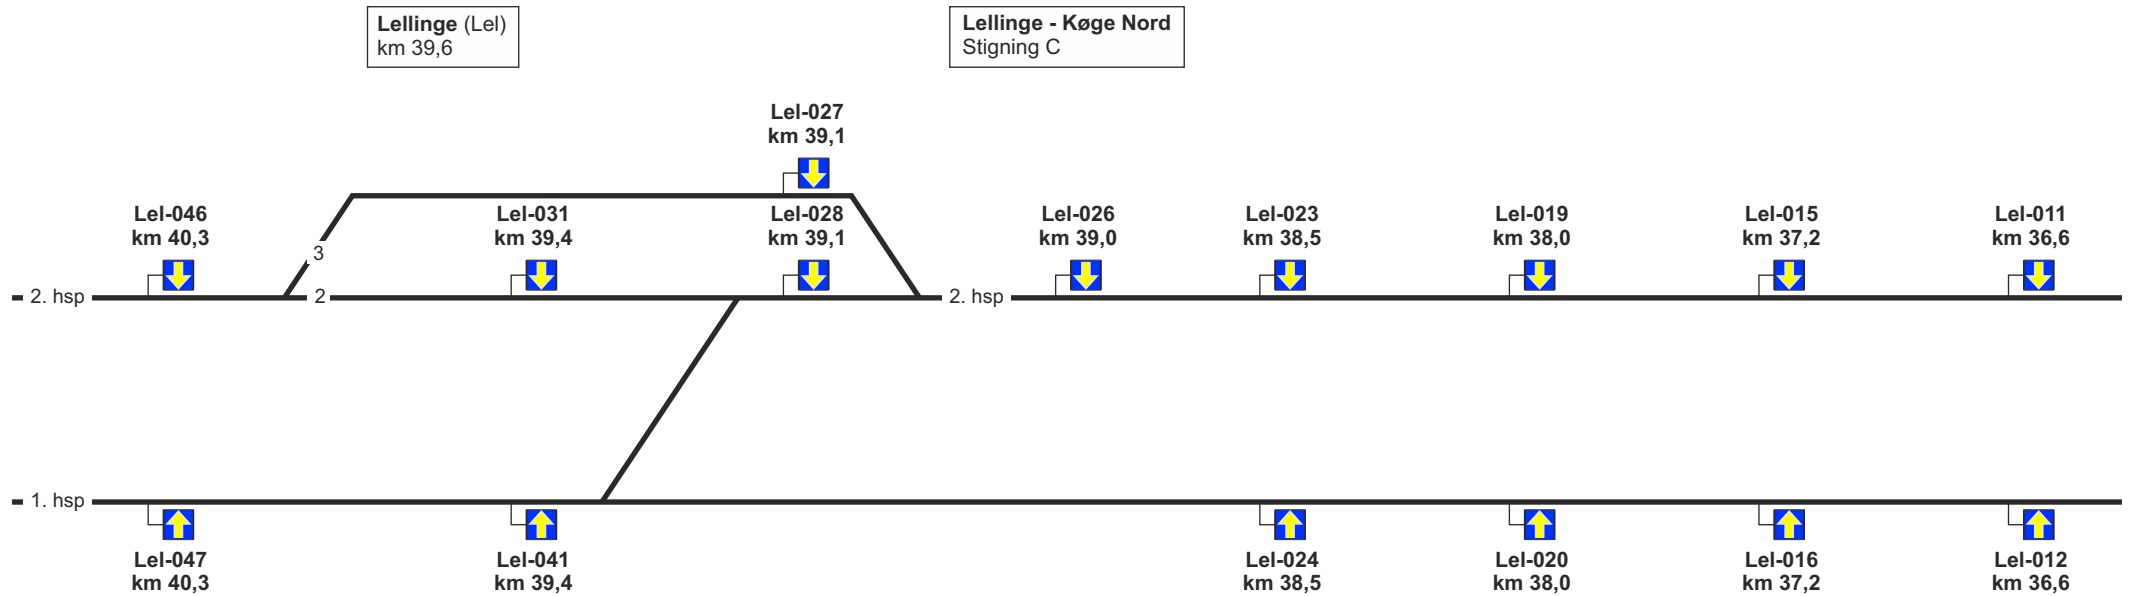 Lellinge (Lel)
km 39,6
Lellinge - Køge Nord
Stigning C
Lel-027
km 39,1
Lel-046
km 40,3
Lel-031
km 39,4
Lel-028
km 39,1
Lel-026
km 39,0
Lel-023
km 38,5
Lel-019
km 38,0
Lel-015
km 37,2
Lel-011
km 36,6
3
2. hsp
2
2. hsp
1. hsp
Lel-047
km 40,3
Lel-041
km 39,4
Lel-024
km 38,5
Lel-020
km 38,0
Lel-016
km 37,2
Lel-012
km 36,6